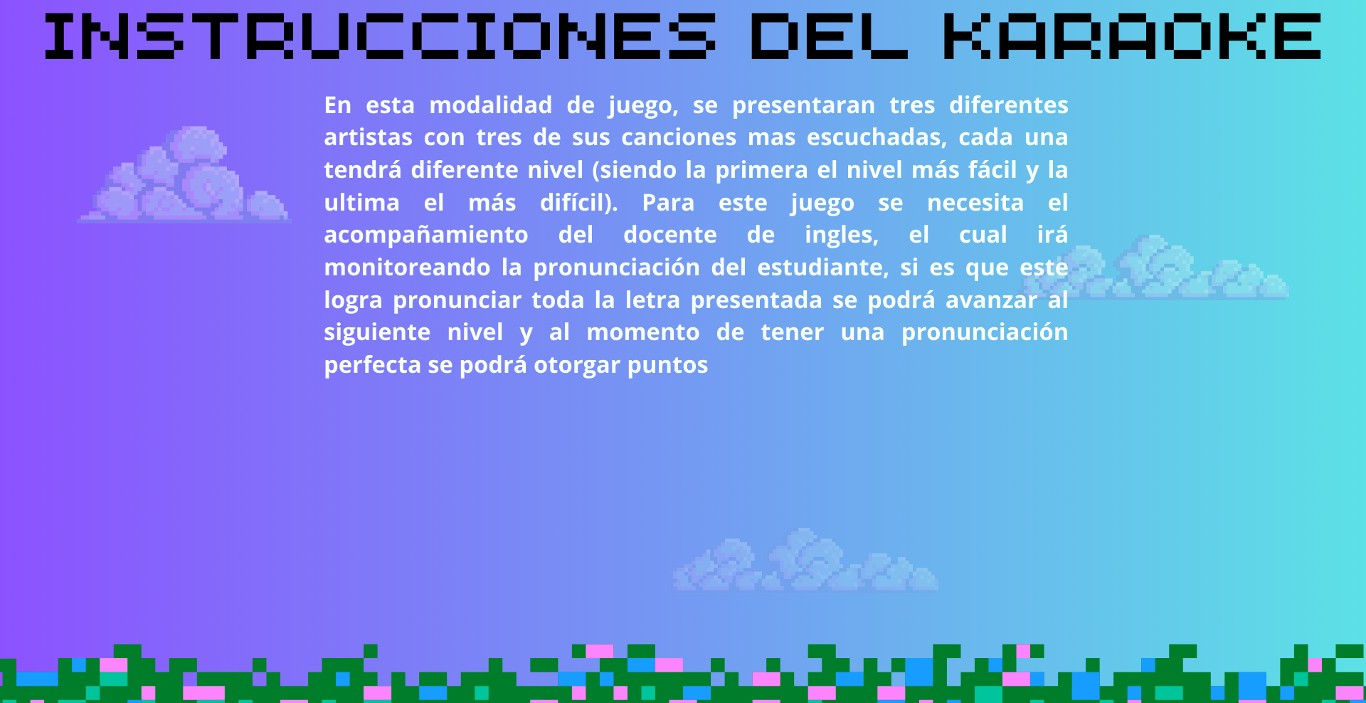 INSTRUCCIONES DEL KARAOKE
En esta modalidad de juego, se presentaran tres diferentes
artistas con tres de sus canciones mas escuchadas, cada una
tendrá diferente nivel (siendo la primera el nivel más fácil y la
ultima el más difícil). Para este juego se necesita el
acompañamiento del docente de ingles, el cual irá
monitoreando la pronunciación del estudiante, si es que este
logra pronunciar toda la letra presentada se podrá avanzar al
siguiente nivel y al momento de tener una pronunciación
perfecta se podrá otorgar puntos